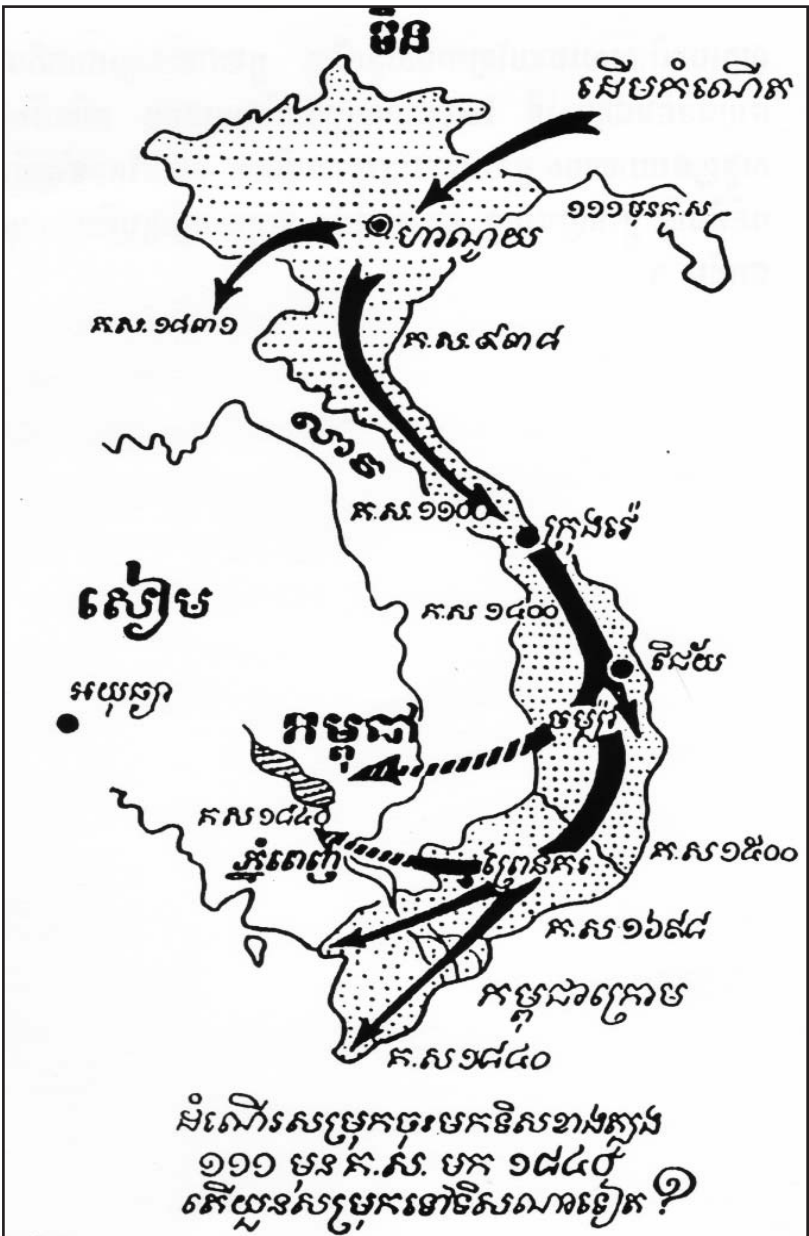 ចិន
ដើមកំណើត
១១១ មុនគ.ស
ហាណូយ
គ.ស.១៨៣១
គ.ស.៩៣៨
លាវ
គ.ស.១១០០
ក្រុងវ៉េ
សៀម
គ.ស ១៤០០
វិជ័យ
អយុធ្យា
កម្ពុជា
ចម្ប៉ា
គ.ស ១៨៤០
ភ្នំពេញ
ព្រៃនគរ
គ.ស ១៥០០
គ.ស ១៦៩៨
កម្ពុជាក្រោម
គ.ស ១៨៤០
ដំណើរសម្រុកចុះមកទិសខាងត្បូង
១១១ មុន គ.ស. មក ១៨៤០
តើយួនសម្រុកទៅទិសណាទៀត ?